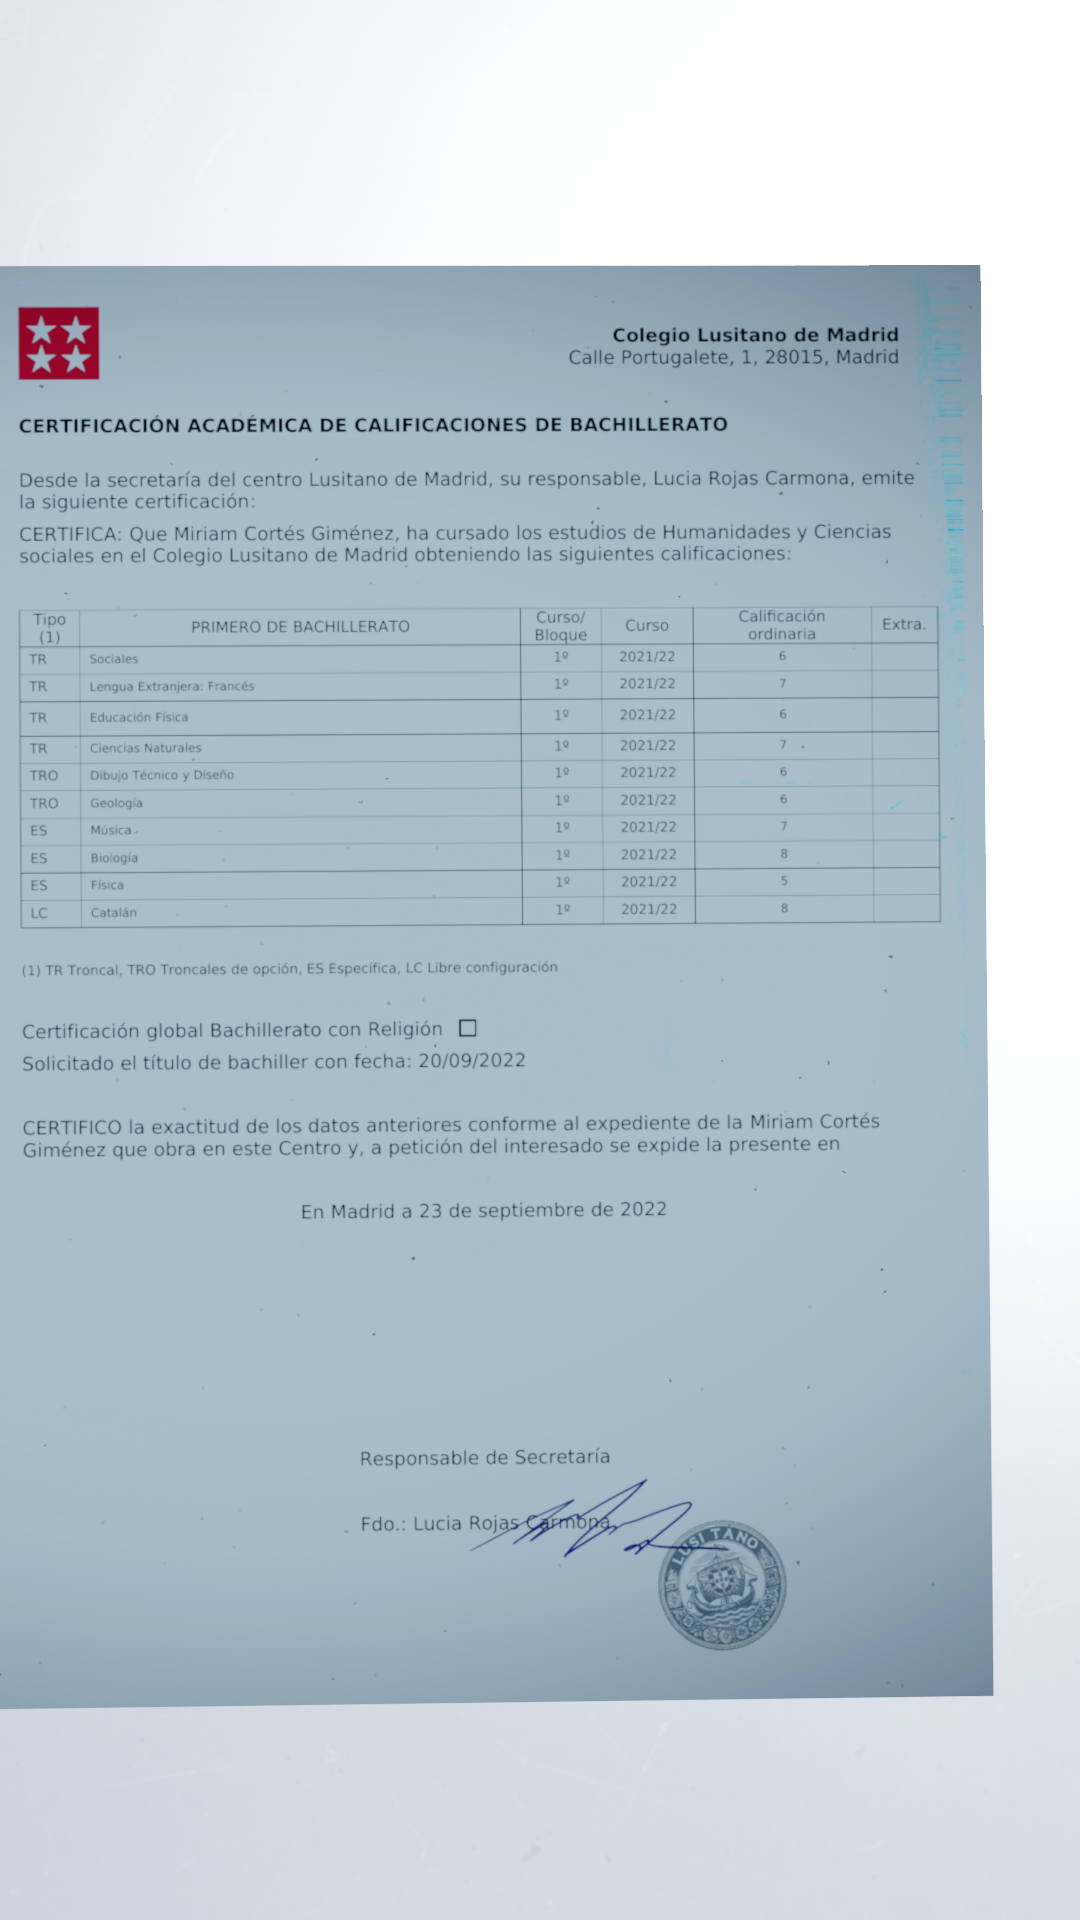 Colegio Lusitano de Madrid
Calle Portugalete, 1, 28015, Madrid
CERTIFICACIÓN ACADÉMICA DE CALIFICACIONES DE BACHILLERATO
Desde la secretaría del centro Lusitano de Madrid, su responsable, Lucia Rojas Carmona, emite
la siguiente certificación:
CERTIFICA: Que Miriam Cortés Giménez, ha cursado los estudios de Humanidades y Ciencias
sociales en el Colegio Lusitano de Madrid obteniendo las siguientes calificaciones:
Tipo (1) PRIMERO DE BACHILLERATO Curso/ Bloque Curso Calificación ordinaria Extra.
TR Sociales 1º 2021/22 6
TR Lengua Extranjera: Francés 1º 2021/22 7
TR Educación Física 1º 2021/22 6
TR Ciencias Naturales 1º 2021/22 7
TRO Dibujo Técnico y Diseño 1º 2021/22 6
TRO Geología 1º 2021/22 6
ES Música 1º 2021/22 7
ES Biología 1º 2021/22 8
ES Física 1º 2021/22 5
LC Catalán 1º 2021/22 8
(1) TR Troncal, TRO Troncales de opción, ES Específica, LC Libre configuración
Certificación global Bachillerato con Religión
Solicitado el título de bachiller con fecha: 20/09/2022
CERTIFICO la exactitud de los datos anteriores conforme al expediente de la Miriam Cortés
Giménez que obra en este Centro y, a petición del interesado se expide la presente en
En Madrid a 23 de septiembre de 2022
Responsable de Secretaría
Fdo.: Lucia Rojas Carmona
LUSITANO